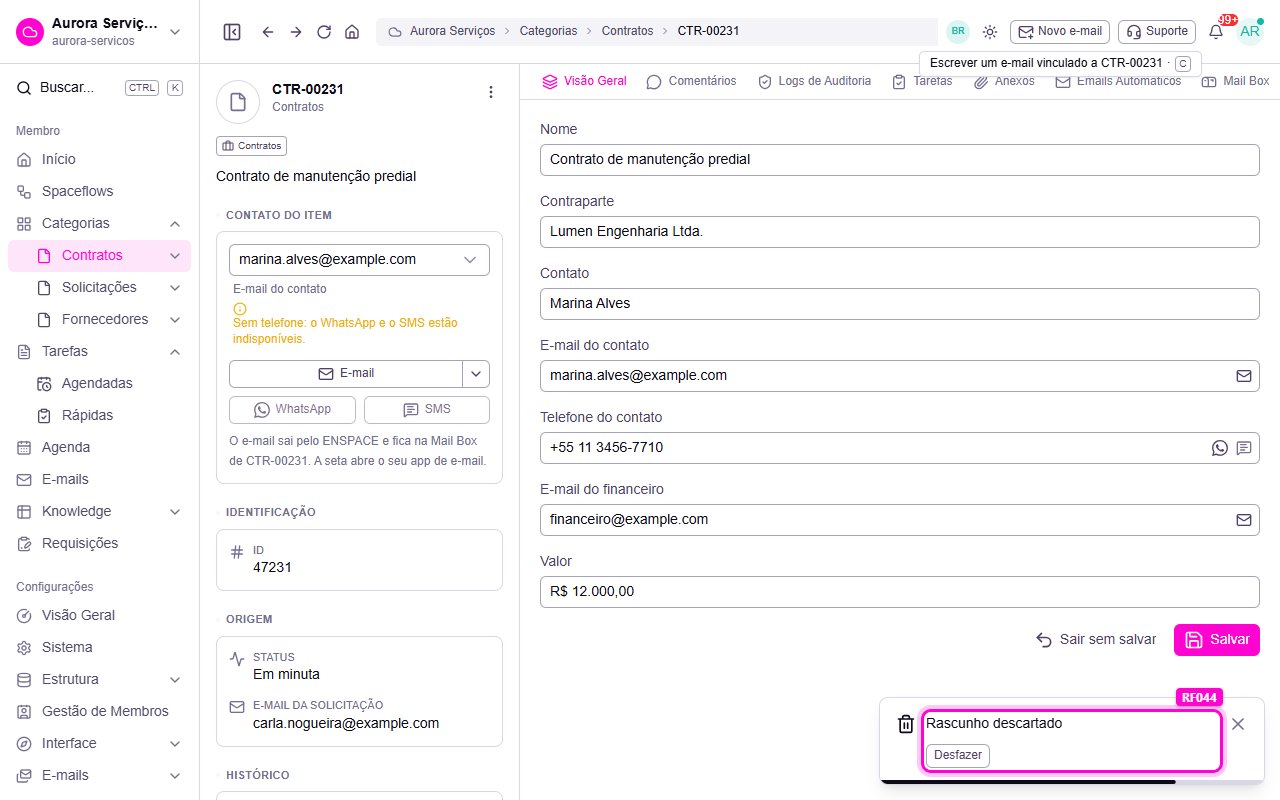 Aurora Serviç...
aurora-servicos
Aurora Serviços
Categorias
Contratos
CTR-00231
BR
Novo e-mail
Suporte
99+
AR
Escrever um e-mail vinculado a CTR-00231 · C
Buscar...
CTRL
K
Membro
Início
Spaceflows
Categorias
Contratos
Solicitações
Fornecedores
Tarefas
Agendadas
Rápidas
Agenda
E-mails
Knowledge
Requisições
Configurações
Visão Geral
Sistema
Estrutura
Gestão de Membros
Interface
E-mails
CTR-00231
Contratos
Contratos
Contrato de manutenção predial
CONTATO DO ITEM
marina.alves@example.com
E-mail do contato
Sem telefone: o WhatsApp e o SMS estão
indisponíveis.
E-mail
WhatsApp
SMS
O e-mail sai pelo ENSPACE e fica na Mail Box
de CTR-00231. A seta abre o seu app de e-mail.
IDENTIFICAÇÃO
ID
47231
ORIGEM
STATUS
Em minuta
E-MAIL DA SOLICITAÇÃO
carla.nogueira@example.com
HISTÓRICO
Visão Geral
Comentários
Logs de Auditoria
Tarefas
Anexos
Emails Automáticos
Mail Box
Nome
Contrato de manutenção predial
Contraparte
Lumen Engenharia Ltda.
Contato
Marina Alves
E-mail do contato
marina.alves@example.com
Telefone do contato
+55 11 3456-7710
E-mail do financeiro
financeiro@example.com
Valor
R$ 12.000,00
Sair sem salvar
Salvar
RF044
Rascunho descartado
Desfazer